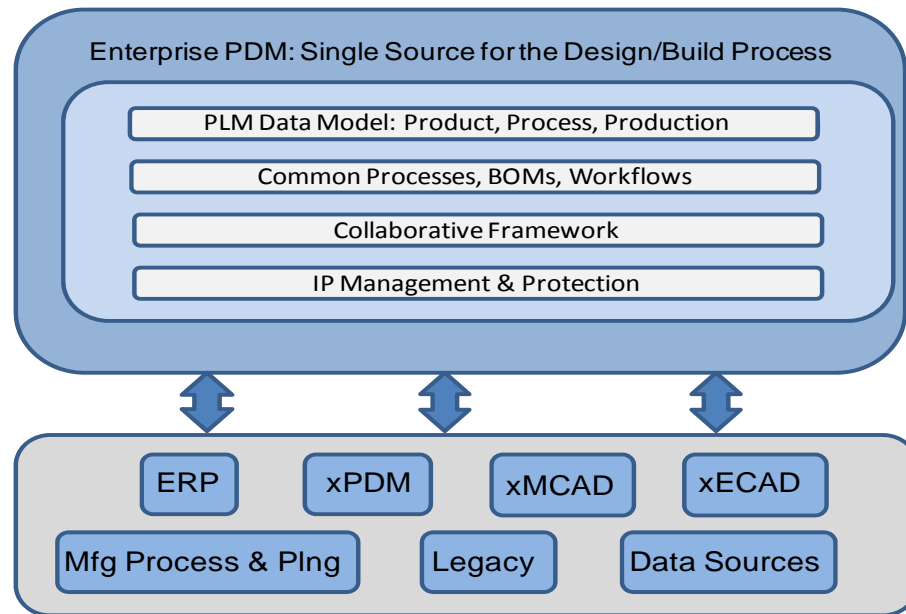 Enterprise PDM: Single Source for the Design/Build Process
PLM Data Model: Product, Process, Production
Common Processes, BOMs, Workflows
Collaborative Framework
IP Management & Protection
ERP
xPDM
xMCAD
xECAD
Mfg Process & Plng
Legacy
Data Sources